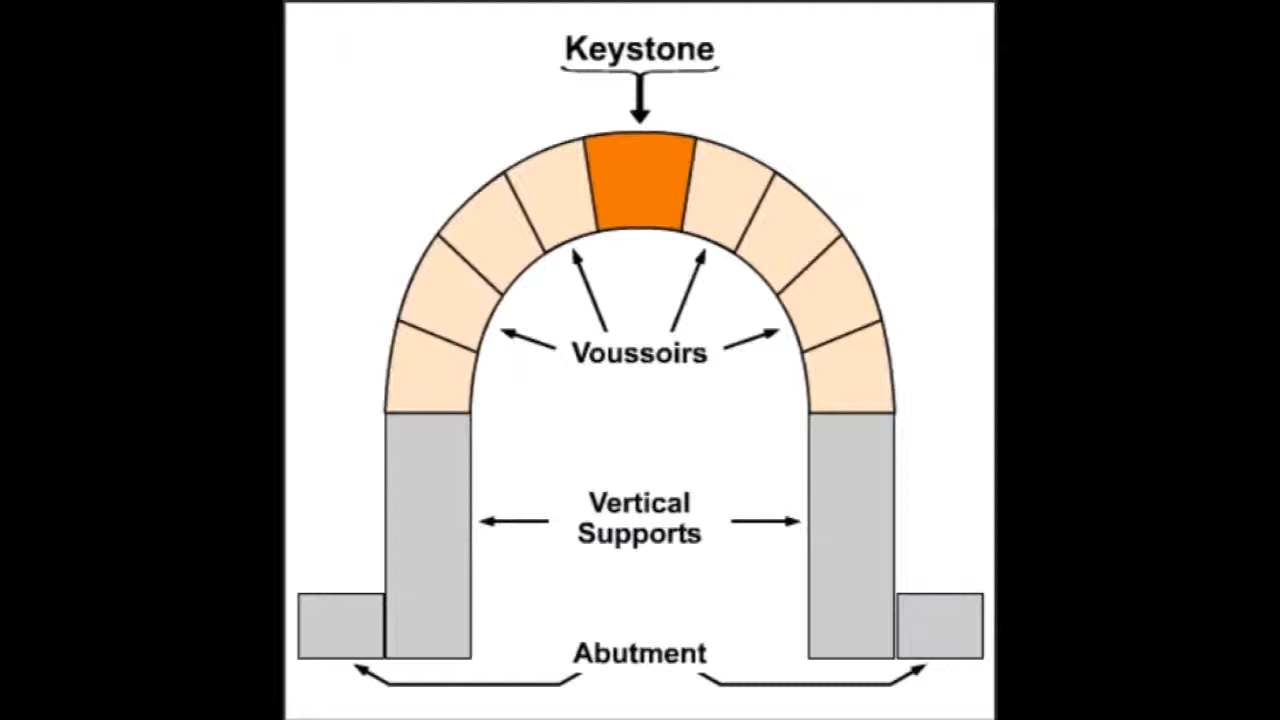 Keystone
Voussoirs
Vertical
Supports
Abutment